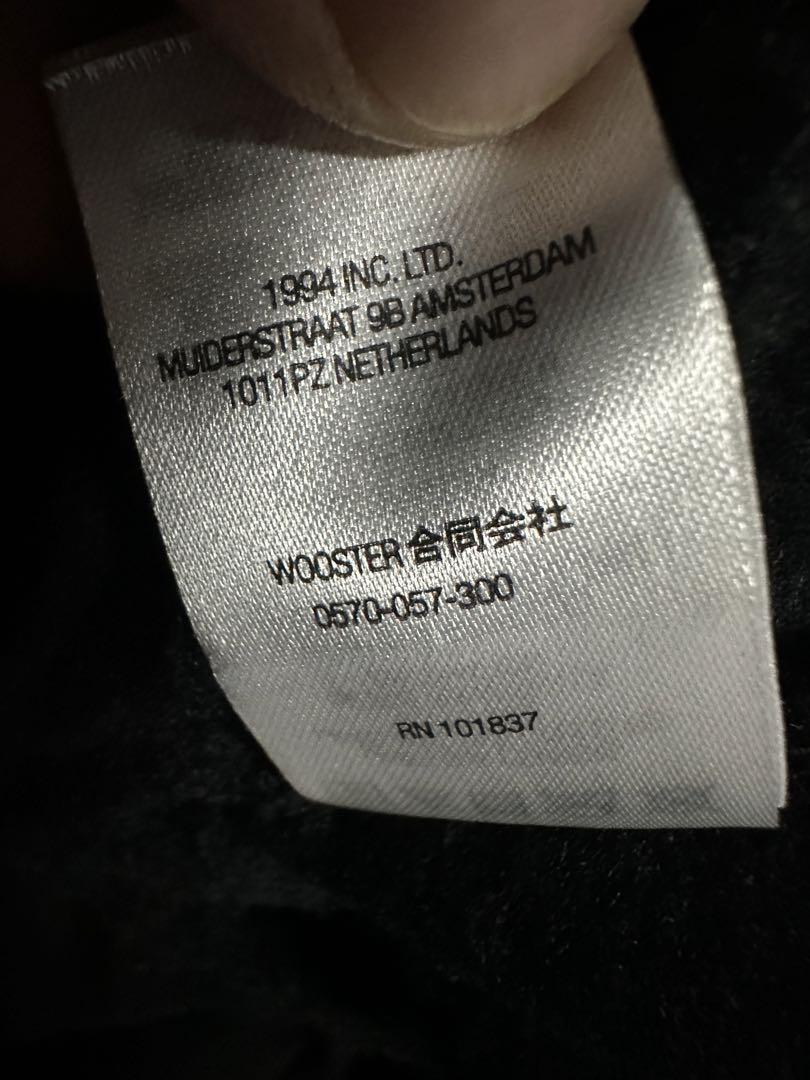 1994 INC. LTD.
MUIDERSTRAAT 9B AMSTERDAM
1011PZ NETHERLANDS
WOOSTER 合同会社
0570-057-300
RN 101837